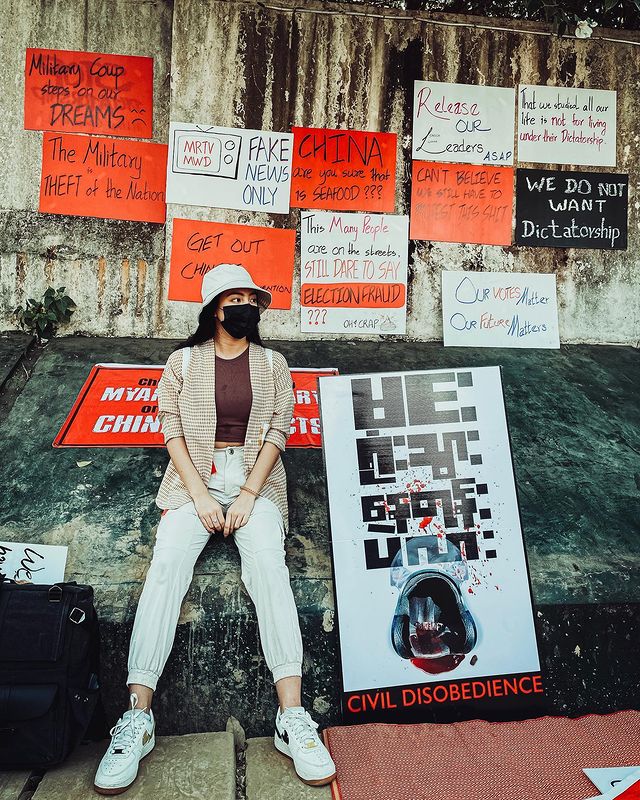 Military Coup
steps on our
DREAMS
The Military
is
THEFT of the Nation
MRTV
MWD
FAKE
NEWS
ONLY
CHINA
are you sure that
is SEAFOOD ???
Release
OUR
Leaders
ASAP
That we studied all our
life is not for living
under their Dictatorship.
CAN'T BELIEVE
WE STILL HAVE TO
PROTEST THIS SHIT
WE DO NOT
WANT
Dictatorship
GET OUT
This Many People
are on the streets,
STILL DARE TO SAY
ELECTION FRAUD
???
OH! CRAP
OUR VOTES Matter
OUR Future Matters
CIVIL DISOBEDIENCE
We